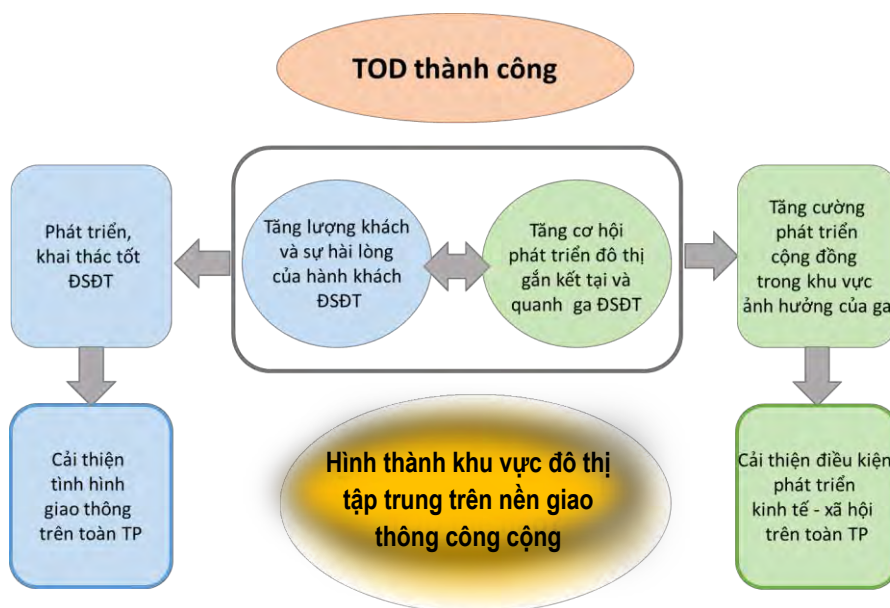 TOD thành công
Phát triển,
khai thác tốt
ĐSĐT
Tăng lượng khách
và sự hài lòng
của hành khách
ĐSĐT
Tăng cơ hội
phát triển đô thị
gắn kết tại và
quanh ga ĐSĐT
Tăng cường
phát triển
cộng đồng
trong khu vực
ảnh hưởng của ga
Cải thiện
tình hình
giao thông
trên toàn TP
Hình thành khu vực đô thị
tập trung trên nền giao
thông công cộng
Cải thiện điều kiện
phát triển
kinh tế - xã hội
trên toàn TP